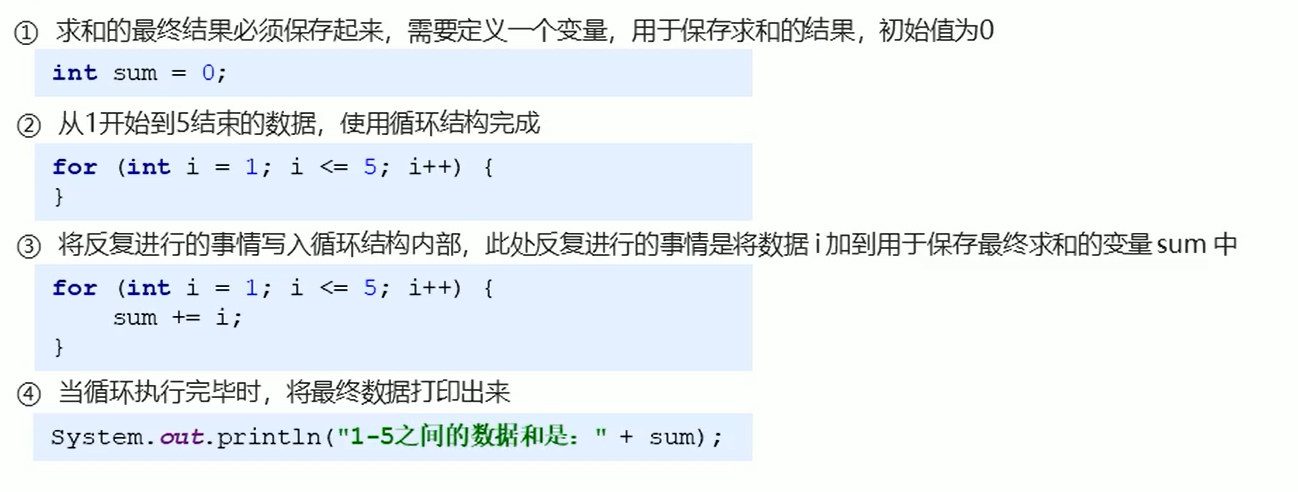 ① 求和的最终结果必须保存起来，需要定义一个变量，用于保存求和的结果，初始值为0
int sum = 0;
② 从1开始到5结束的数据，使用循环结构完成
for (int i = 1; i <= 5; i++) {
}
③ 将反复进行的事情写入循环结构内部，此处反复进行的事情是将数据 i 加到用于保存最终求和的变量 sum 中
for (int i = 1; i <= 5; i++) {
    sum += i;
}
④ 当循环执行完毕时，将最终数据打印出来
System.out.println("1-5之间的数据和是：" + sum);